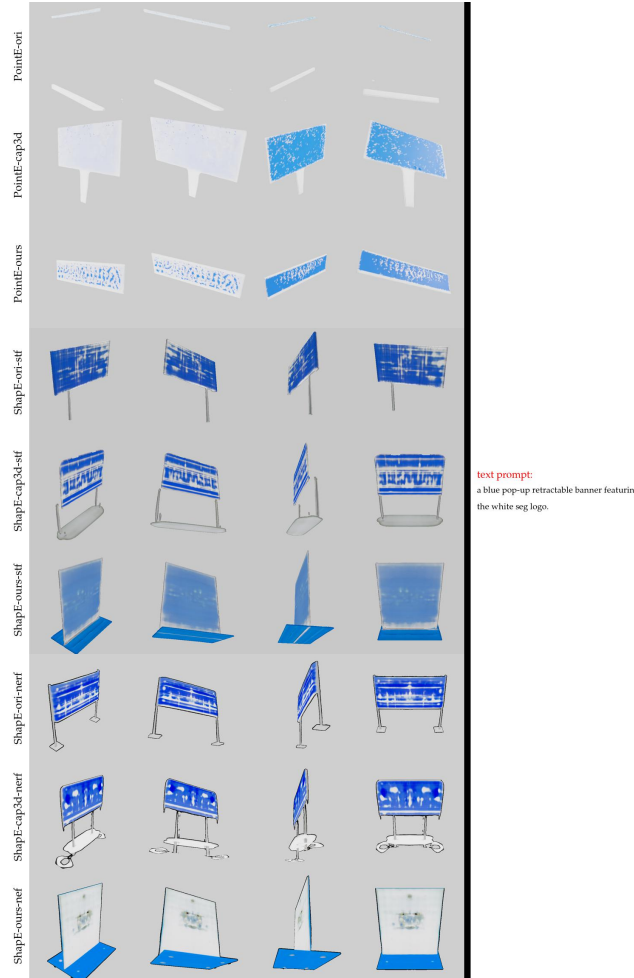 PointE-ori
PointE-cap3d
PointE-ours
ShapE-ori-stf
ShapE-cap3d-stf
ShapE-ours-stf
ShapE-ori-nerf
ShapE-cap3d-nerf
ShapE-ours-nef
text prompt:
a blue pop-up retractable banner featurin
the white seg logo.